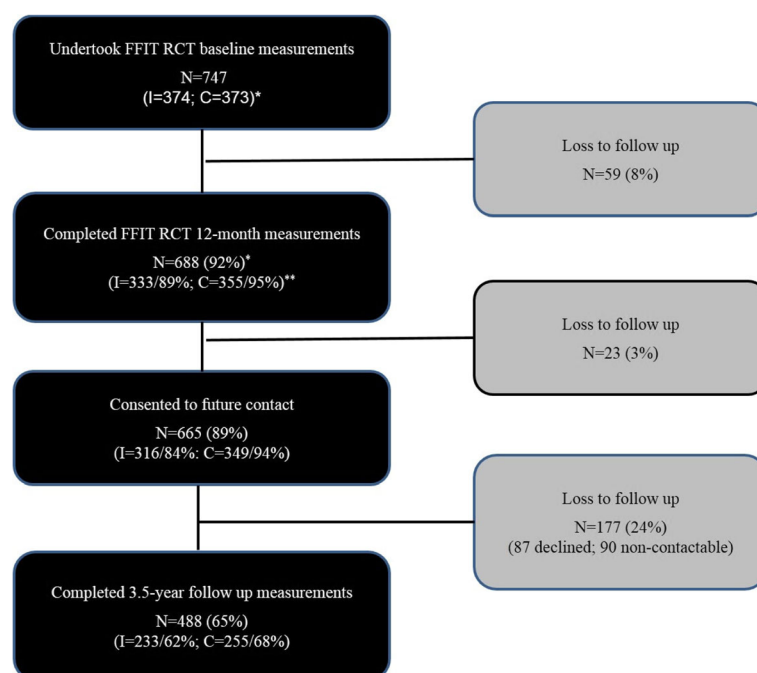 Undertook FFIT RCT baseline measurements
N=747
(I=374; C=373)*
Loss to follow up
N=59 (8%)
Completed FFIT RCT 12-month measurements
N=688 (92%)*
(I=333/89%; C=355/95%)**
Loss to follow up
N=23 (3%)
Consented to future contact
N=665 (89%)
(I=316/84%: C=349/94%)
Loss to follow up
N=177 (24%)
(87 declined; 90 non-contactable)
Completed 3.5-year follow up measurements
N=488 (65%)
(I=233/62%; C=255/68%)